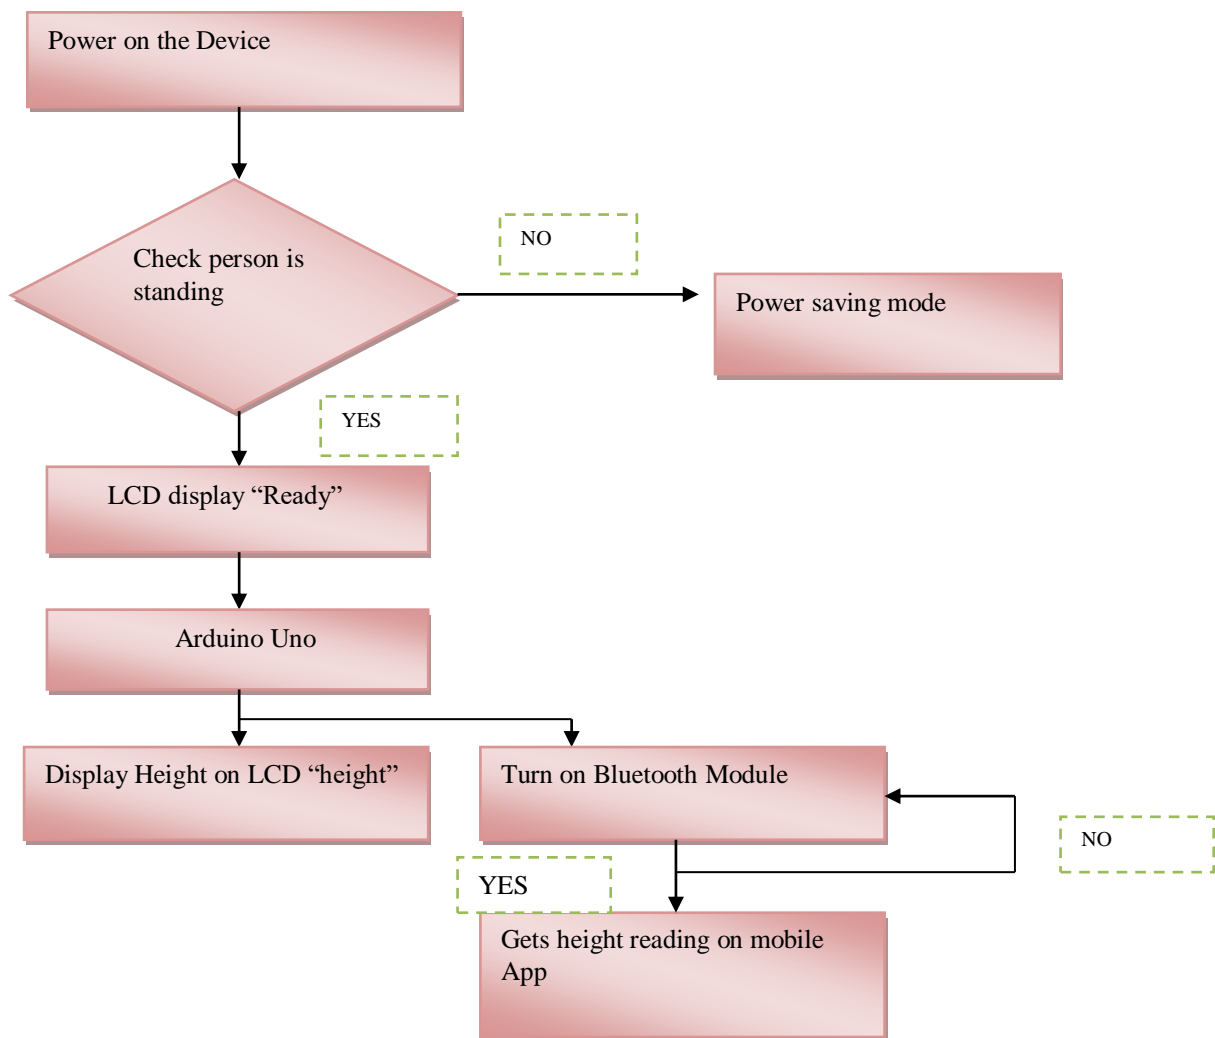 Power on the Device
Check person is
standing
NO
Power saving mode
YES
LCD display “Ready”
Arduino Uno
Display Height on LCD “height”
Turn on Bluetooth Module
NO
YES
Gets height reading on mobile
App